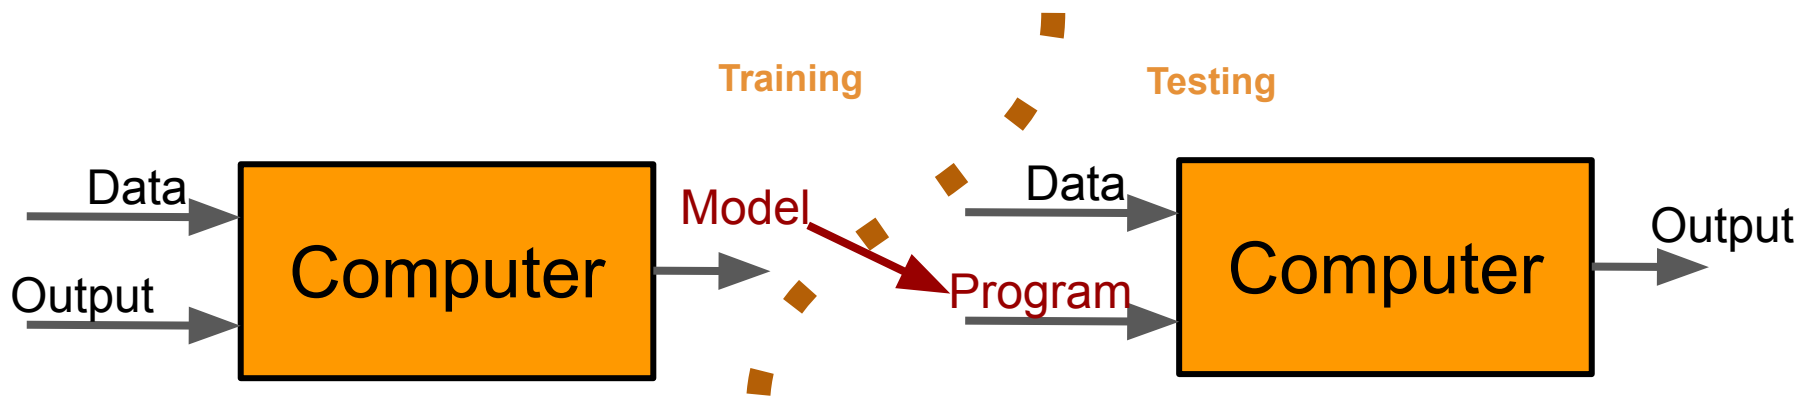 Training
Testing
Data
Output
Computer
Model
Data
Program
Computer
Output